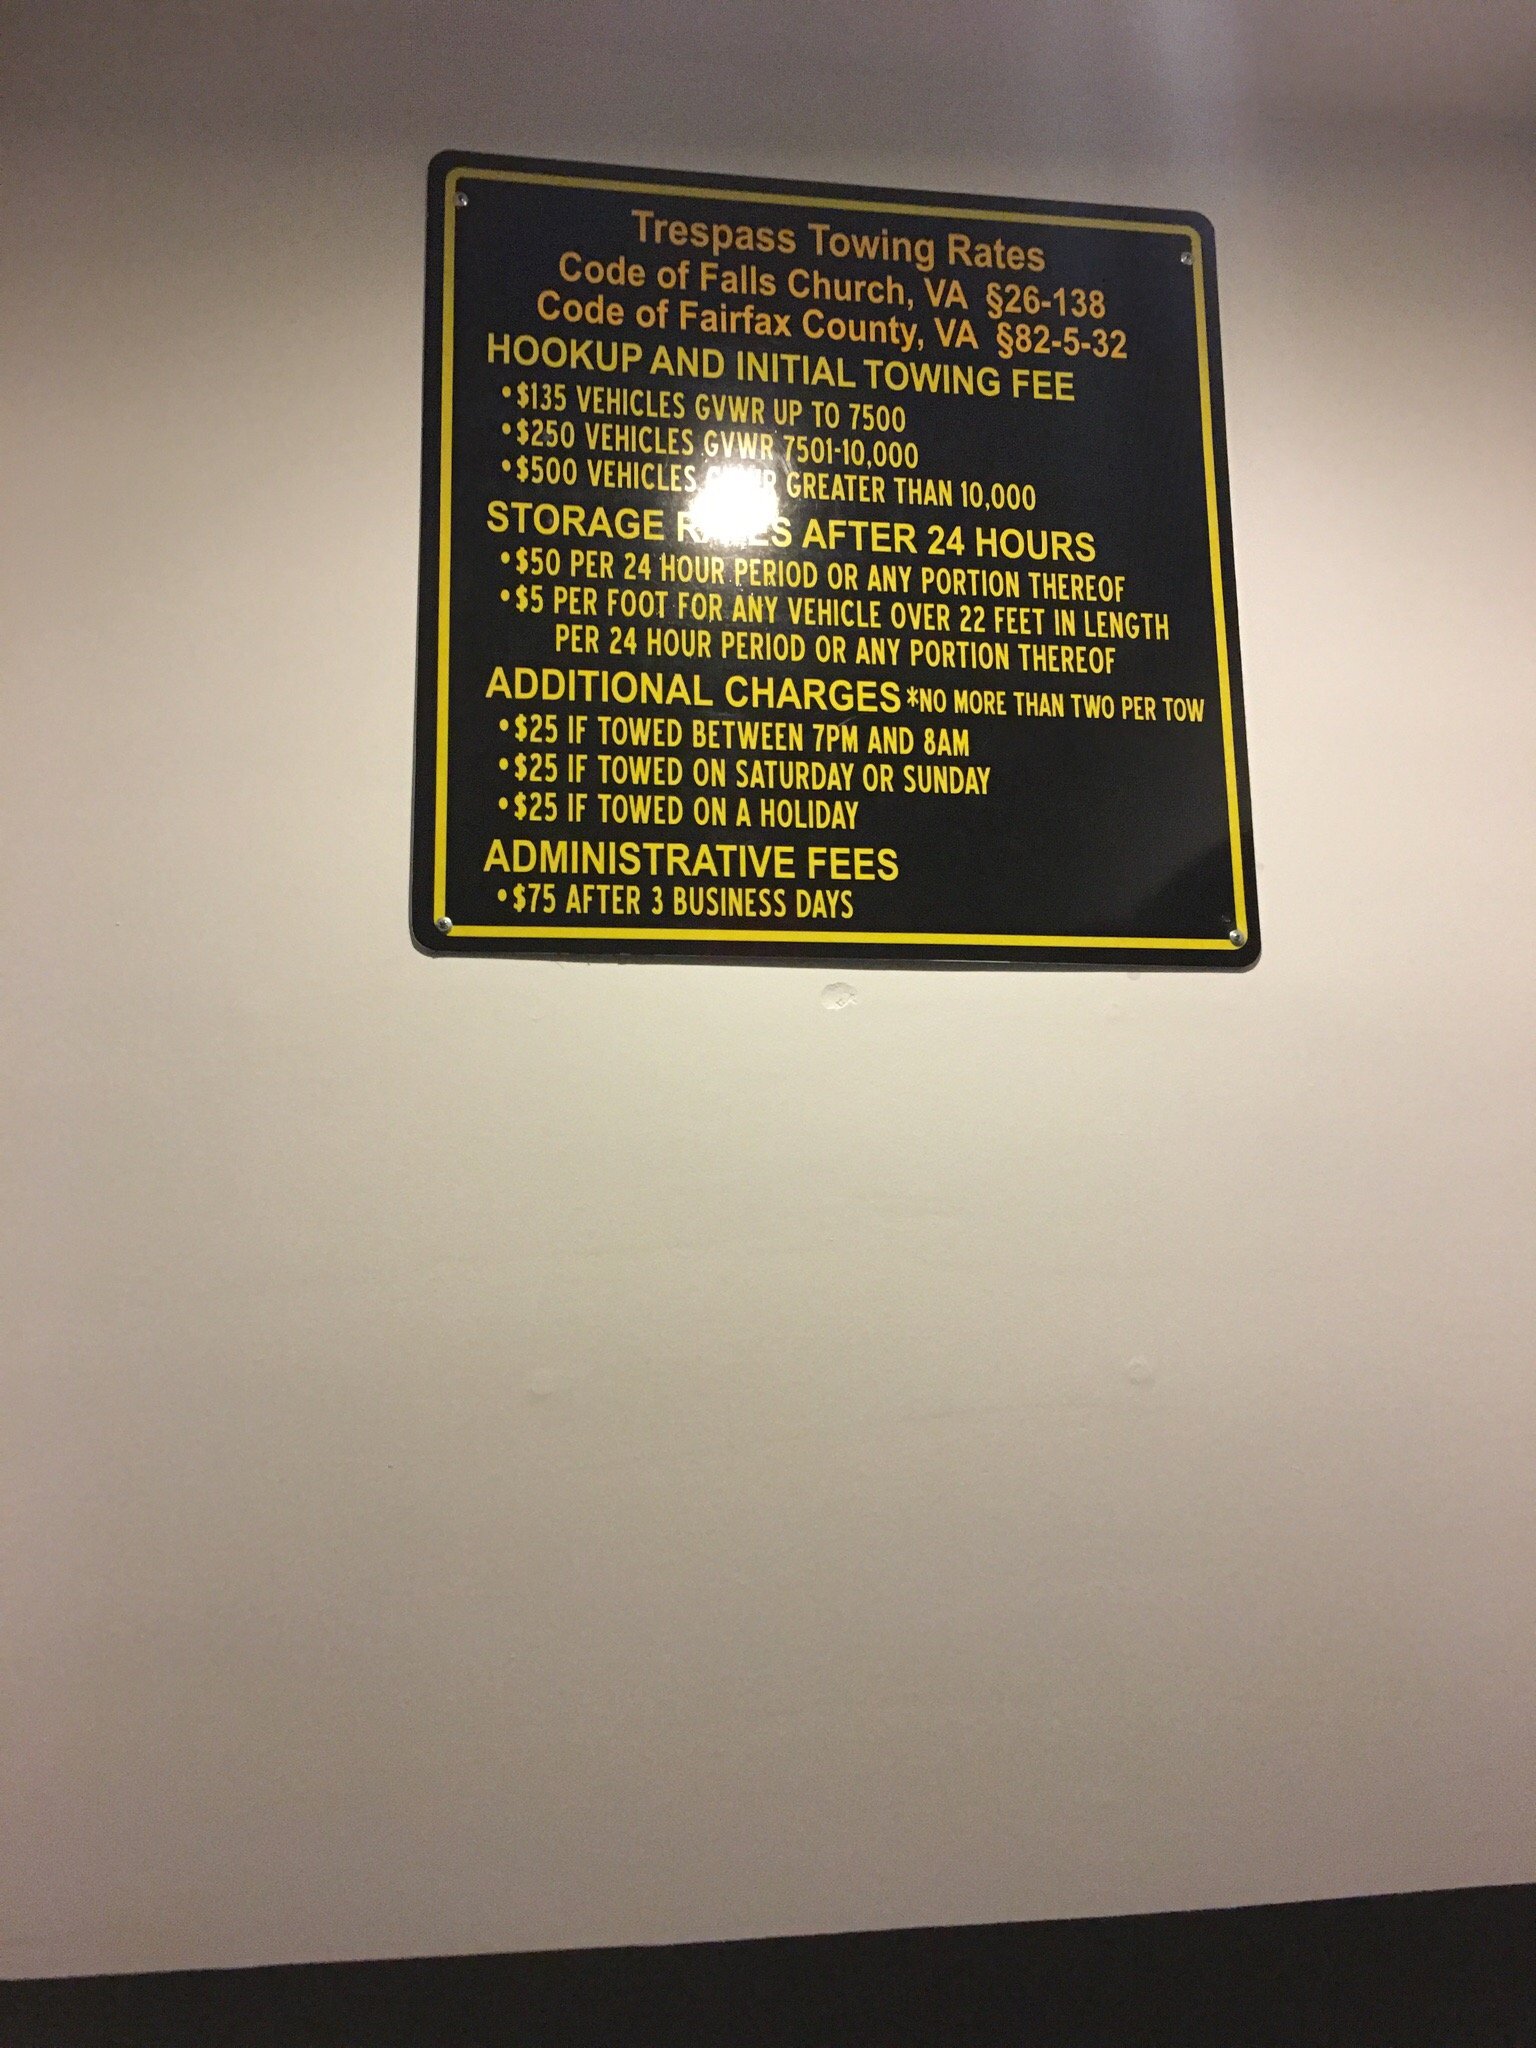 Trespass Towing Rates
Code of Falls Church, VA §26-138
Code of Fairfax County, VA §82-5-32
HOOKUP AND INITIAL TOWING FEE
•$135 VEHICLES GVWR UP TO 7500
•$250 VEHICLES GVWR 7501-10,000
•$500 VEHICLES GVWR GREATER THAN 10,000
STORAGE RATES AFTER 24 HOURS
•$50 PER 24 HOUR PERIOD OR ANY PORTION THEREOF
•$5 PER FOOT FOR ANY VEHICLE OVER 22 FEET IN LENGTH
PER 24 HOUR PERIOD OR ANY PORTION THEREOF
ADDITIONAL CHARGES *NO MORE THAN TWO PER TOW
•$25 IF TOWED BETWEEN 7PM AND 8AM
•$25 IF TOWED ON SATURDAY OR SUNDAY
•$25 IF TOWED ON A HOLIDAY
ADMINISTRATIVE FEES
•$75 AFTER 3 BUSINESS DAYS